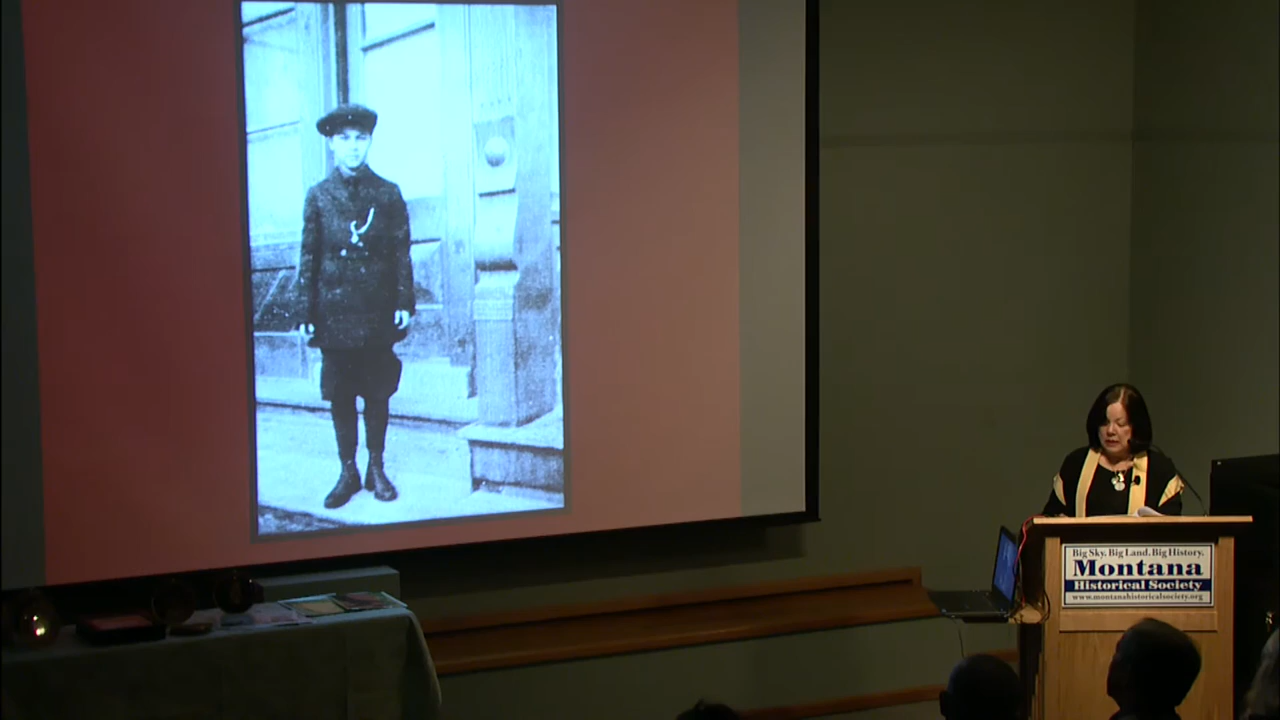 Big Sky. Big Land. Big History.
Montana
Historical Society
www.montanahistoricalsociety.org